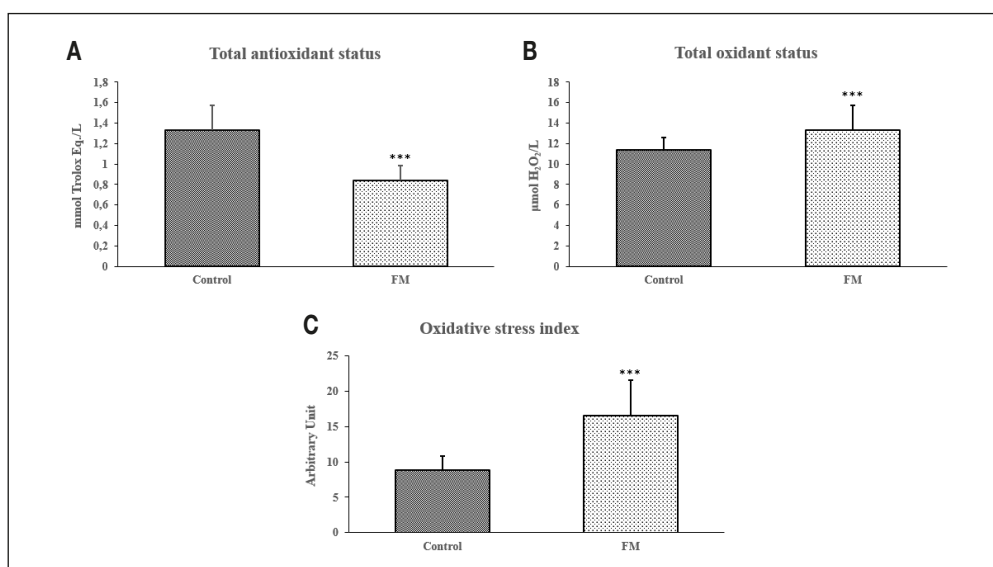 A
Total antioxidant status
mmol Trolox Eq./L
1,8
1,6
1,4
1,2
1
0,8
0,6
0,4
0,2
0
***
Control
FM
B
Total oxidant status
µmol H₂O₂/L
18
16
14
12
10
8
6
4
2
0
***
Control
FM
C
Oxidative stress index
Arbitrary Unit
25
20
15
10
5
0
***
Control
FM